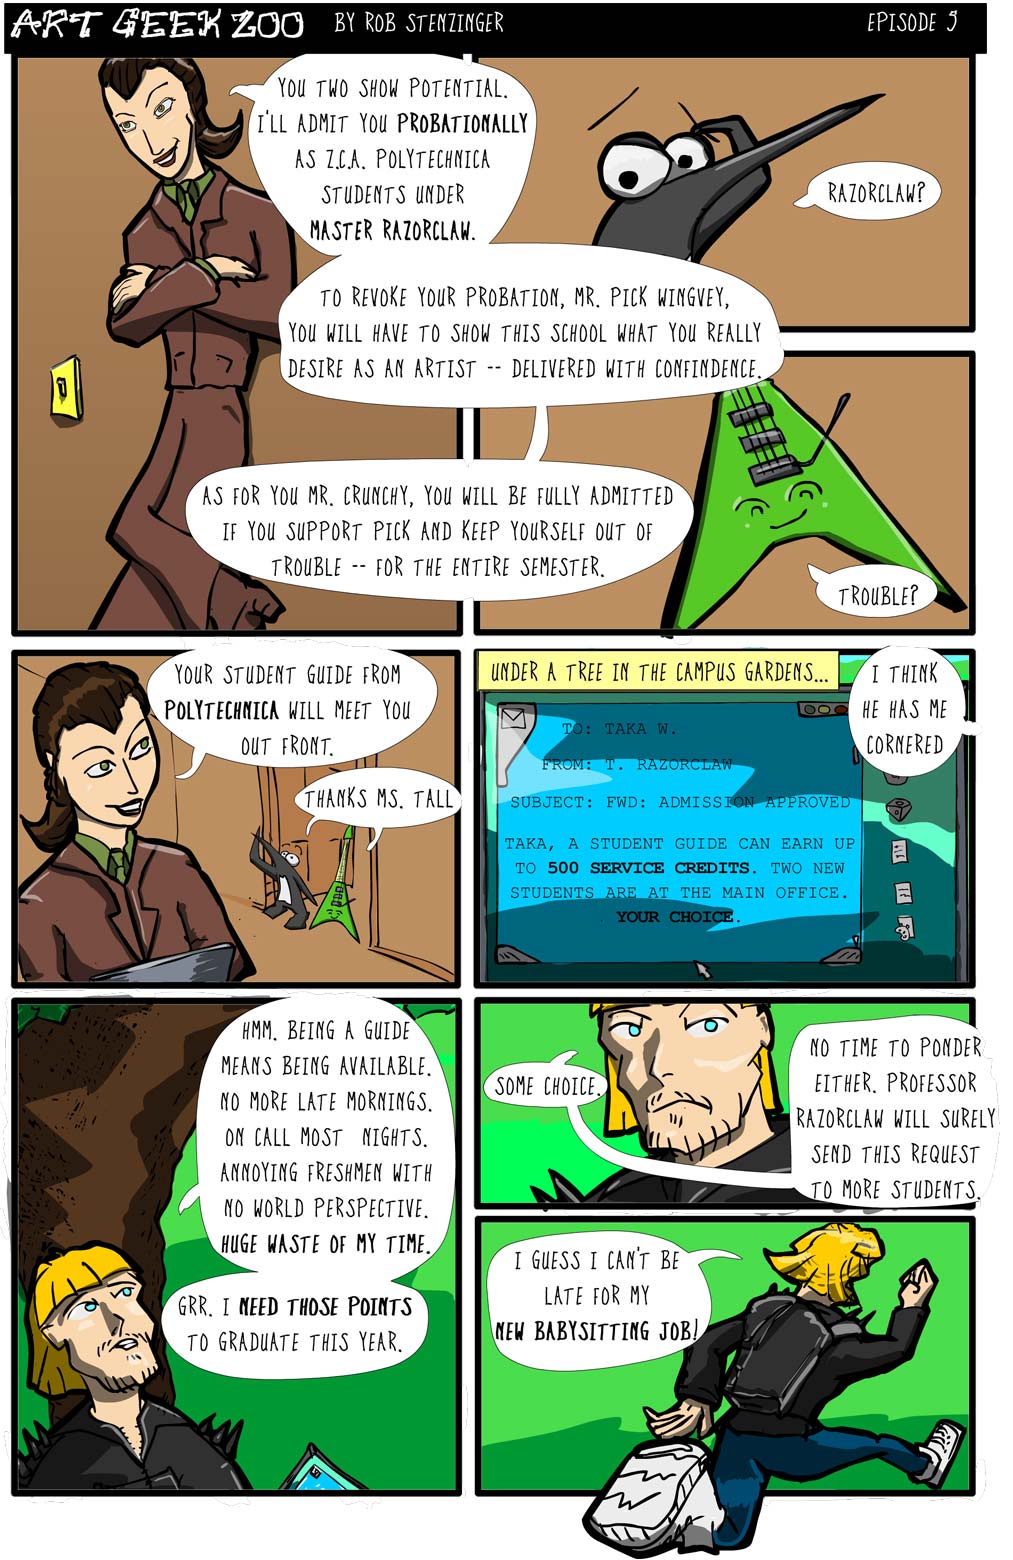 ART GEEK ZOO BY ROB STENZINGER EPISODE 5
YOU TWO SHOW POTENTIAL.
I'LL ADMIT YOU PROBATIONALLY
AS Z.C.A. POLYTECHNICA
STUDENTS UNDER
MASTER RAZORCLAW.
RAZORCLAW?
TO REVOKE YOUR PROBATION, MR. PICK WINGVEY,
YOU WILL HAVE TO SHOW THIS SCHOOL WHAT YOU REALLY
DESIRE AS AN ARTIST -- DELIVERED WITH CONFINDENCE.
AS FOR YOU MR. CRUNCHY, YOU WILL BE FULLY ADMITTED
IF YOU SUPPORT PICK AND KEEP YOURSELF OUT OF
TROUBLE -- FOR THE ENTIRE SEMESTER.
TROUBLE?
YOUR STUDENT GUIDE FROM
POLYTECHNICA WILL MEET YOU
OUT FRONT.
THANKS MS. TALL
UNDER A TREE IN THE CAMPUS GARDENS...
I THINK
HE HAS ME
CORNERED
TO: TAKA W.
FROM: T. RAZORCLAW
SUBJECT: FWD: ADMISSION APPROVED
TAKA, A STUDENT GUIDE CAN EARN UP
TO 500 SERVICE CREDITS. TWO NEW
STUDENTS ARE AT THE MAIN OFFICE.
YOUR CHOICE.
HMM. BEING A GUIDE
MEANS BEING AVAILABLE.
NO MORE LATE MORNINGS.
ON CALL MOST NIGHTS.
ANNOYING FRESHMEN WITH
NO WORLD PERSPECTIVE.
HUGE WASTE OF MY TIME.
GRR. I NEED THOSE POINTS
TO GRADUATE THIS YEAR.
SOME CHOICE.
NO TIME TO PONDER
EITHER. PROFESSOR
RAZORCLAW WILL SURELY
SEND THIS REQUEST
TO MORE STUDENTS.
I GUESS I CAN'T BE
LATE FOR MY
NEW BABYSITTING JOB!